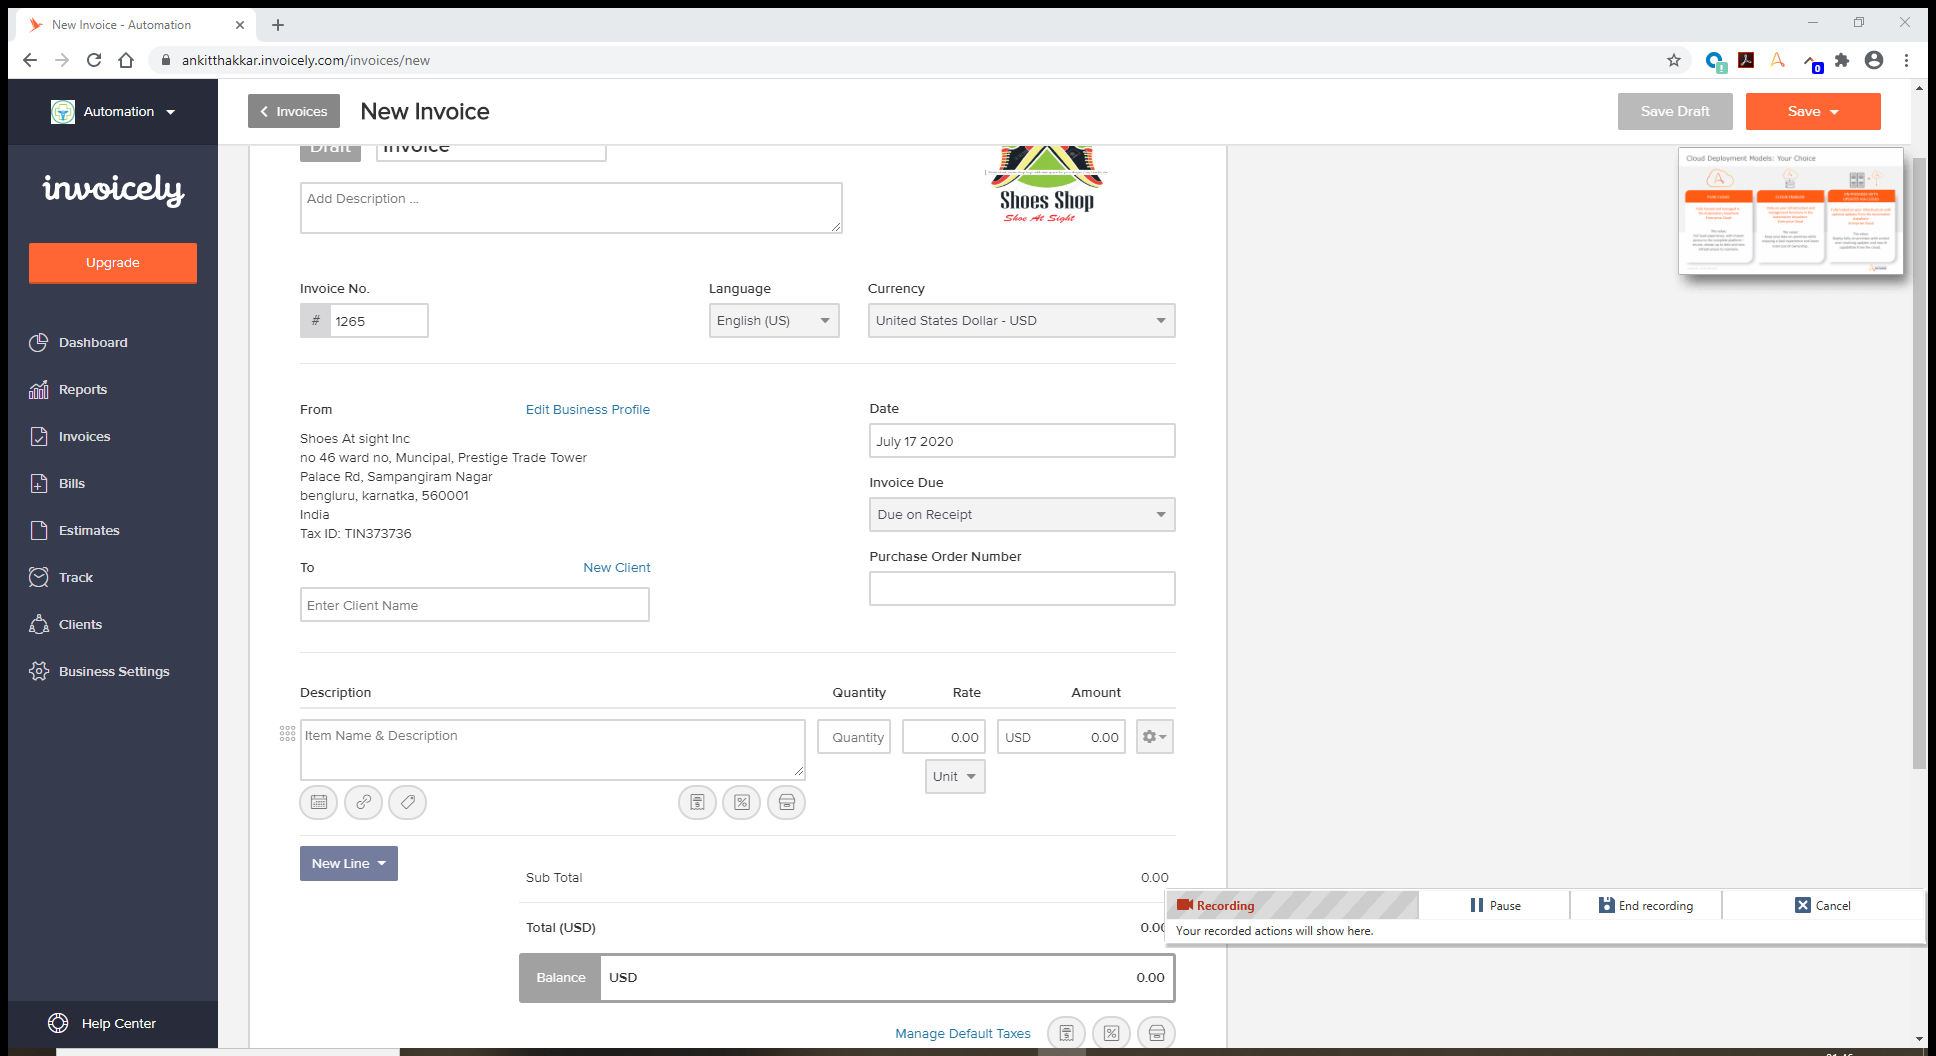 New Invoice - Automation
ankitthakkar.invoicely.com/invoices/new
0
Automation
invoicely
Upgrade
Dashboard
Reports
Invoices
Bills
Estimates
Track
Clients
Business Settings
Help Center
Invoices
New Invoice
Save Draft
Save
Draft
Invoice
Shoes Shop
Shoe At Sight
Cloud Deployment Models: Your Choice
Add Description ...
Invoice No.
Language
Currency
# 1265
English (US)
United States Dollar - USD
From
Edit Business Profile
Shoes At sight Inc
no 46 ward no, Muncipal, Prestige Trade Tower
Palace Rd, Sampangiram Nagar
bengluru, karnatka, 560001
India
Tax ID: TIN373736
Date
July 17 2020
Invoice Due
Due on Receipt
Purchase Order Number
To
New Client
Enter Client Name
Description Quantity Rate Amount
Item Name & Description
Quantity
0.00
USD 0.00
Unit
New Line
Sub Total 0.00
Total (USD) 0.00
Balance USD 0.00
Manage Default Taxes
Recording
Pause
End recording
Cancel
Your recorded actions will show here.